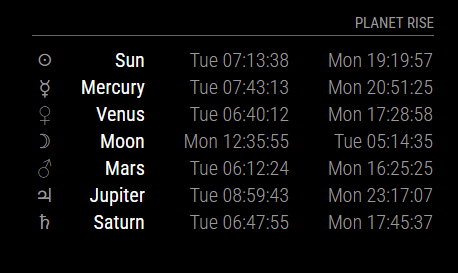 PLANET RISE
☉ Sun Tue 07:13:38 Mon 19:19:57
☿ Mercury Tue 07:43:13 Mon 20:51:25
♀ Venus Tue 06:40:12 Mon 17:28:58
☽ Moon Mon 12:35:55 Tue 05:14:35
♂ Mars Tue 06:12:24 Mon 16:25:25
♃ Jupiter Tue 08:59:43 Mon 23:17:07
♄ Saturn Tue 06:47:55 Mon 17:45:37